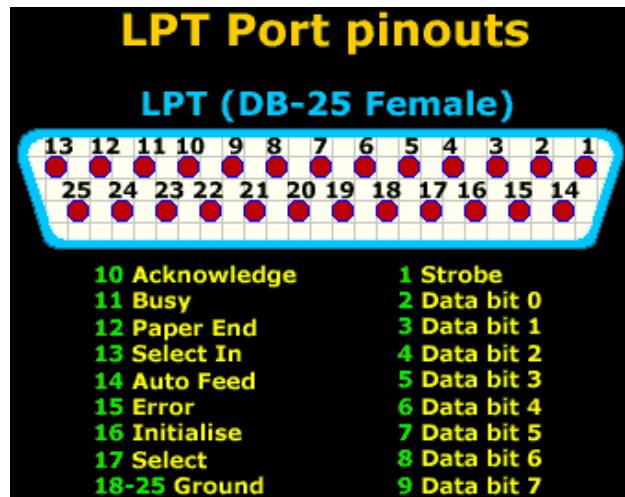 LPT Port pinouts
LPT (DB-25 Female)
13 12 11 10 9 8 7 6 5 4 3 2 1
25 24 23 22 21 20 19 18 17 16 15 14
10 Acknowledge
11 Busy
12 Paper End
13 Select In
14 Auto Feed
15 Error
16 Initialise
17 Select
18-25 Ground
1 Strobe
2 Data bit 0
3 Data bit 1
4 Data bit 2
5 Data bit 3
6 Data bit 4
7 Data bit 5
8 Data bit 6
9 Data bit 7